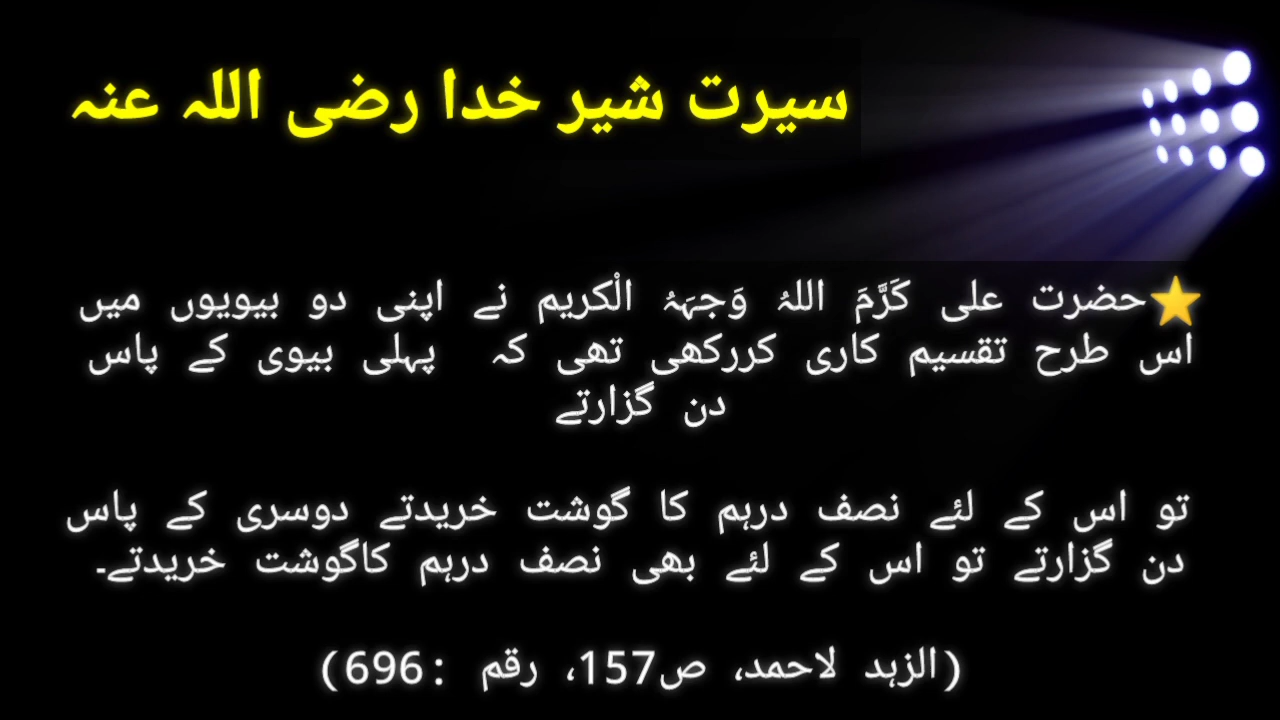 سیرت شیر خدا رضی اللہ عنہ
⭐حضرت علی کَرَّمَ اللہُ وَجہَہُ الْکریم نے اپنی دو بیویوں میں
اس طرح تقسیم کاری کررکھی تھی کہ پہلی بیوی کے پاس
دن گزارتے
تو اس کے لئے نصف درہم کا گوشت خریدتے دوسری کے پاس
دن گزارتے تو اس کے لئے بھی نصف درہم کاگوشت خریدتے۔
(الزہد لاحمد، ص157، رقم :696)